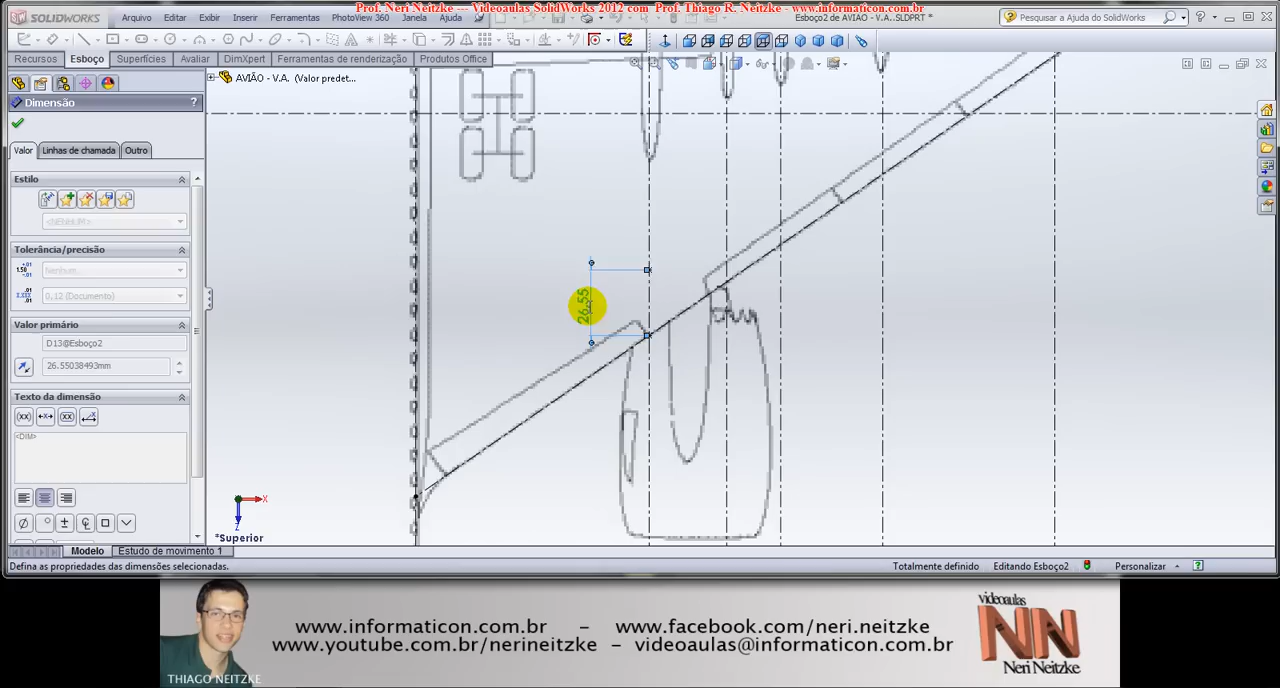 Prof. Neri Neitzke --- Videoaulas SolidWorks 2012 com Prof. Thiago R. Neitzke - www.informaticon.com.br
SOLIDWORKS
Arquivo Editar Exibir Inserir Ferramentas PhotoView 360 Janela Ajuda
Esboço2 de AVIAO - V.A..SLDPRT *
Pesquisar a Ajuda do SolidWorks
Recursos Esboço Superfícies Avaliar DimXpert Ferramentas de renderização Produtos Office
AVIÃO - V.A. (Valor predet...
Dimensão ?
Valor Linhas de chamada Outro
Estilo
<NENHUM>
Tolerância/precisão
Nenhum
0,12 (Documento)
Valor primário
D13@Esboço2
26.55038493mm
Texto da dimensão
<DIM>
26.55
X
Z
*Superior
Modelo Estudo de movimento 1
Defina as propriedades das dimensões selecionadas.
Totalmente definido Editando Esboço2 Personalizar
www.informaticon.com.br - www.facebook.com/neri.neitzke
www.youtube.com.br/nerineitzke - videoaulas@informaticon.com.br
THIAGO NEITZKE
videoaulas
NN
Neri Neitzke